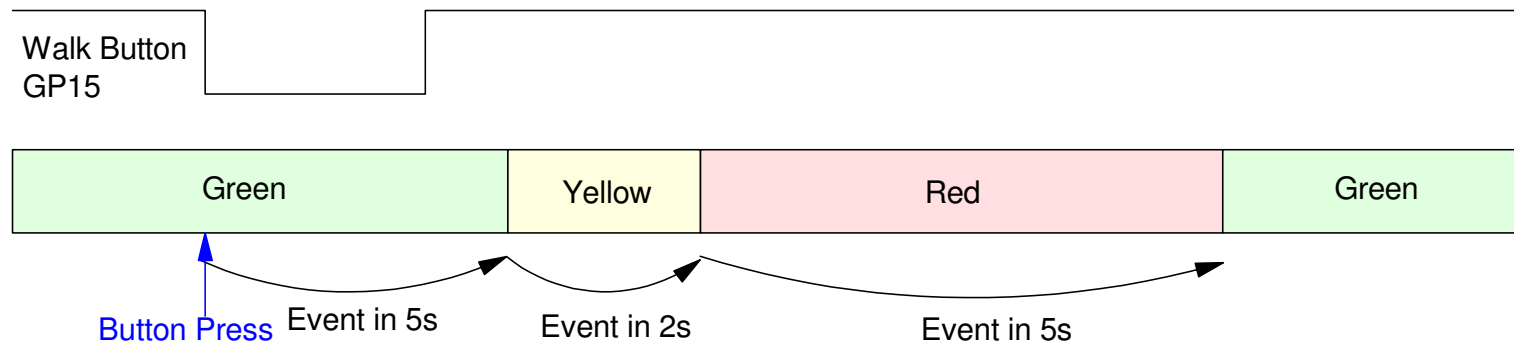 Walk Button
GP15
Green
Yellow
Red
Green
Button Press
Event in 5s
Event in 2s
Event in 5s